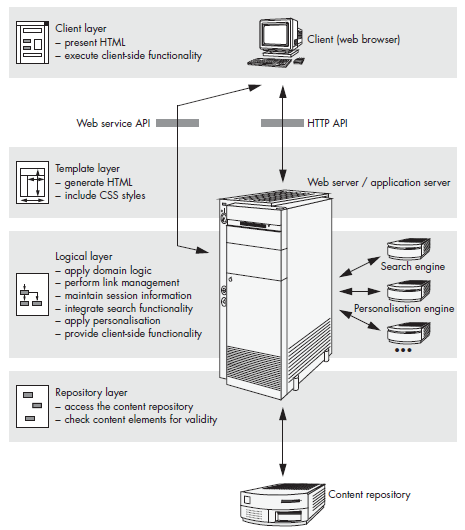 Client layer
– present HTML
– execute client-side functionality
Client (web browser)
Web service API
HTTP API
Template layer
– generate HTML
– include CSS styles
Web server / application server
Logical layer
– apply domain logic
– perform link management
– maintain session information
– integrate search functionality
– apply personalisation
– provide client-side functionality
Search engine
Personalisation engine
Repository layer
– access the content repository
– check content elements for validity
Content repository